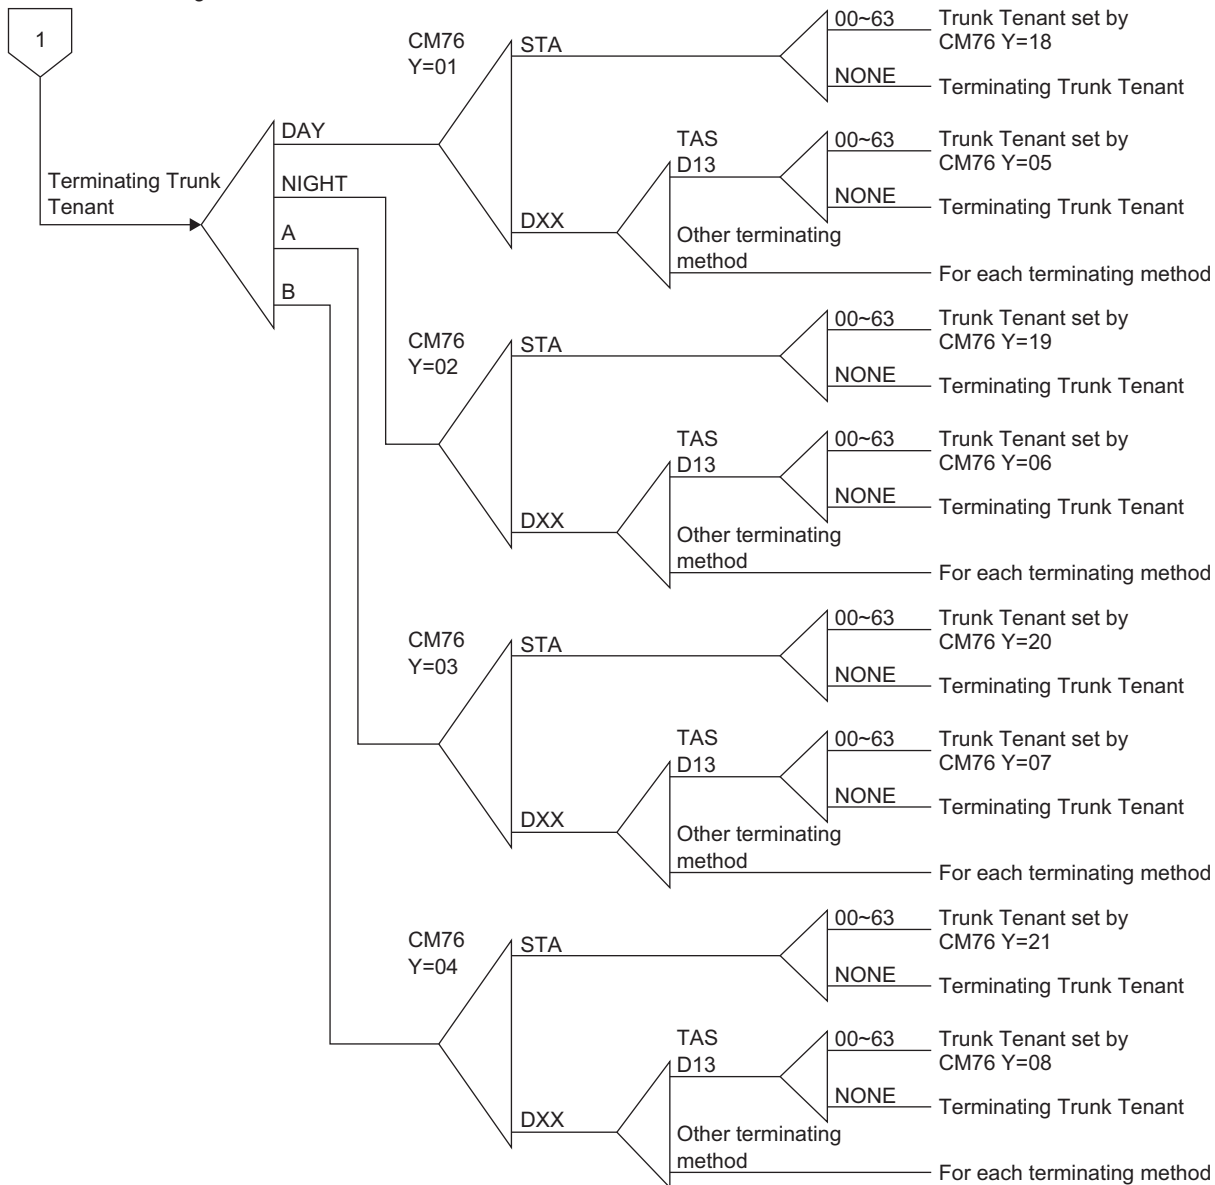 1
Terminating Trunk
Tenant
DAY
NIGHT
A
B
CM76
Y=01
STA
00~63
Trunk Tenant set by
CM76 Y=18
NONE
Terminating Trunk Tenant
DXX
TAS
D13
00~63
Trunk Tenant set by
CM76 Y=05
NONE
Terminating Trunk Tenant
Other terminating
method
For each terminating method
CM76
Y=02
STA
00~63
Trunk Tenant set by
CM76 Y=19
NONE
Terminating Trunk Tenant
DXX
TAS
D13
00~63
Trunk Tenant set by
CM76 Y=06
NONE
Terminating Trunk Tenant
Other terminating
method
For each terminating method
CM76
Y=03
STA
00~63
Trunk Tenant set by
CM76 Y=20
NONE
Terminating Trunk Tenant
DXX
TAS
D13
00~63
Trunk Tenant set by
CM76 Y=07
NONE
Terminating Trunk Tenant
Other terminating
method
For each terminating method
CM76
Y=04
STA
00~63
Trunk Tenant set by
CM76 Y=21
NONE
Terminating Trunk Tenant
DXX
TAS
D13
00~63
Trunk Tenant set by
CM76 Y=08
NONE
Terminating Trunk Tenant
Other terminating
method
For each terminating method